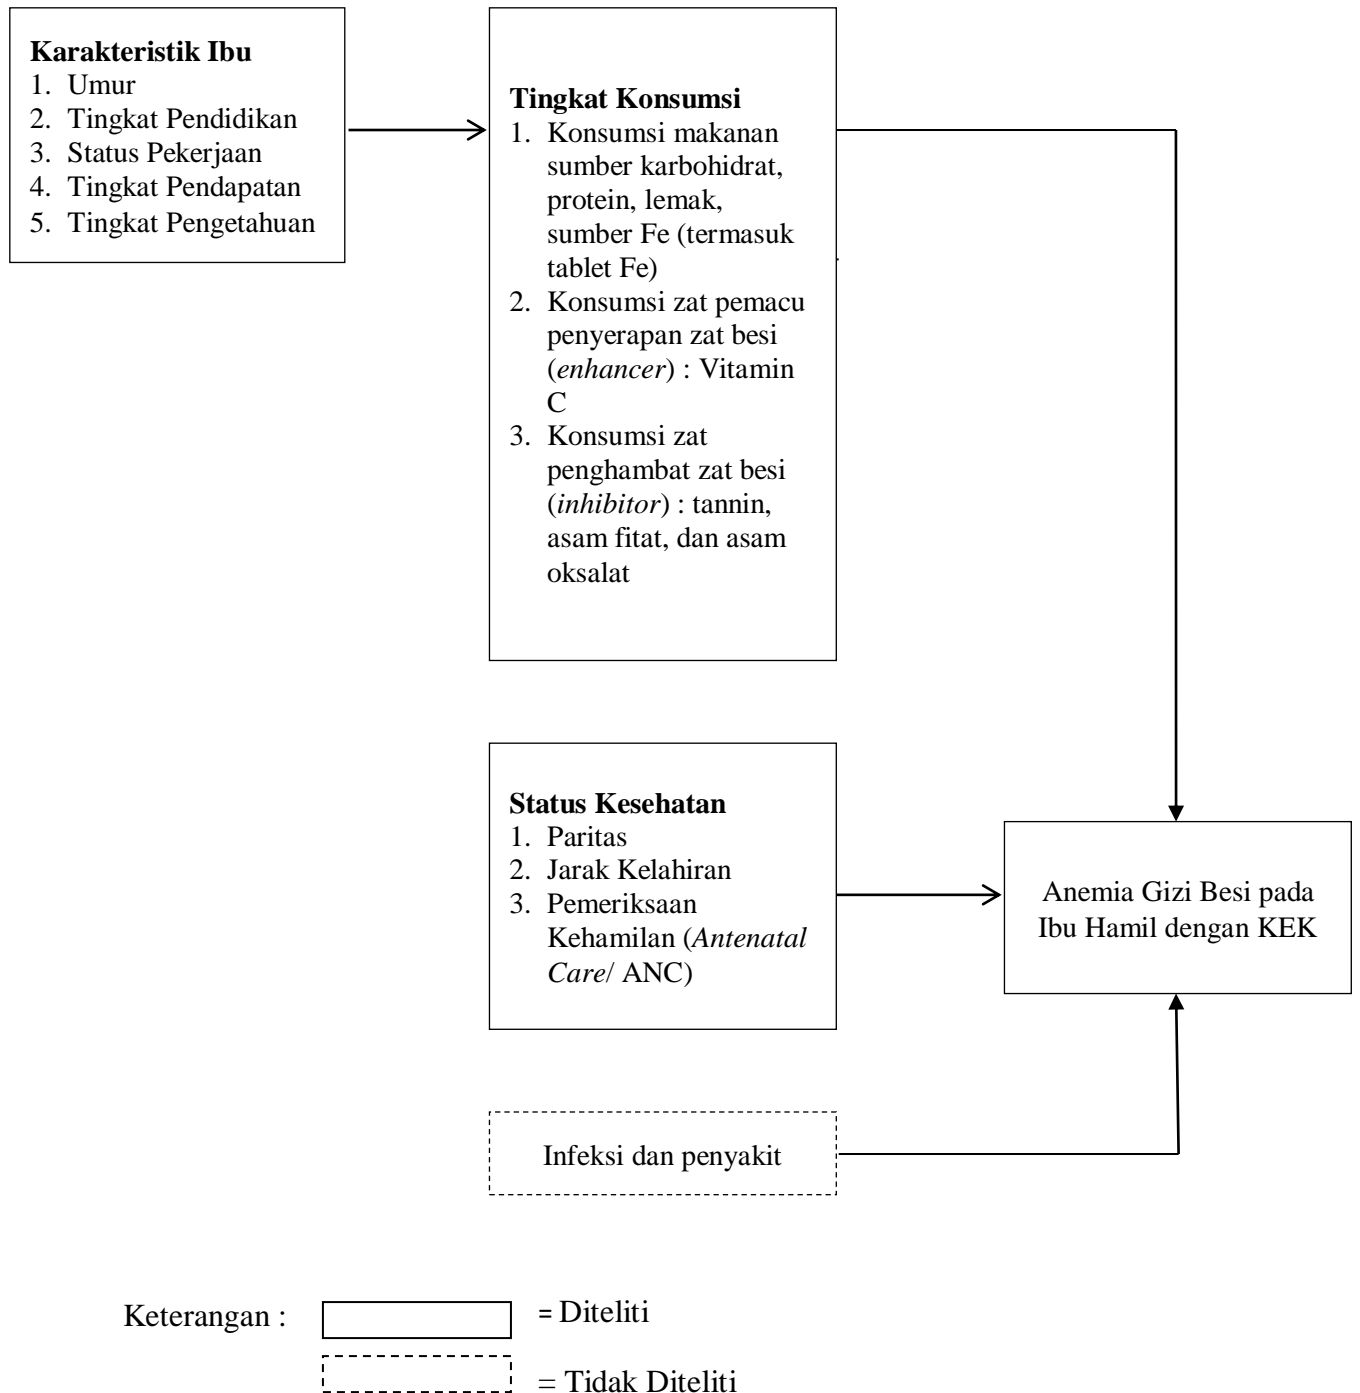 Karakteristik Ibu
1. Umur
2. Tingkat Pendidikan
3. Status Pekerjaan
4. Tingkat Pendapatan
5. Tingkat Pengetahuan
Tingkat Konsumsi
1. Konsumsi makanan
sumber karbohidrat,
protein, lemak,
sumber Fe (termasuk
tablet Fe)
2. Konsumsi zat pemacu
penyerapan zat besi
(enhancer) : Vitamin
C
3. Konsumsi zat
penghambat zat besi
(inhibitor) : tannin,
asam fitat, dan asam
oksalat
Status Kesehatan
1. Paritas
2. Jarak Kelahiran
3. Pemeriksaan
Kehamilan (Antenatal
Care/ ANC)
Anemia Gizi Besi pada
Ibu Hamil dengan KEK
Infeksi dan penyakit
Keterangan :
= Diteliti
= Tidak Diteliti